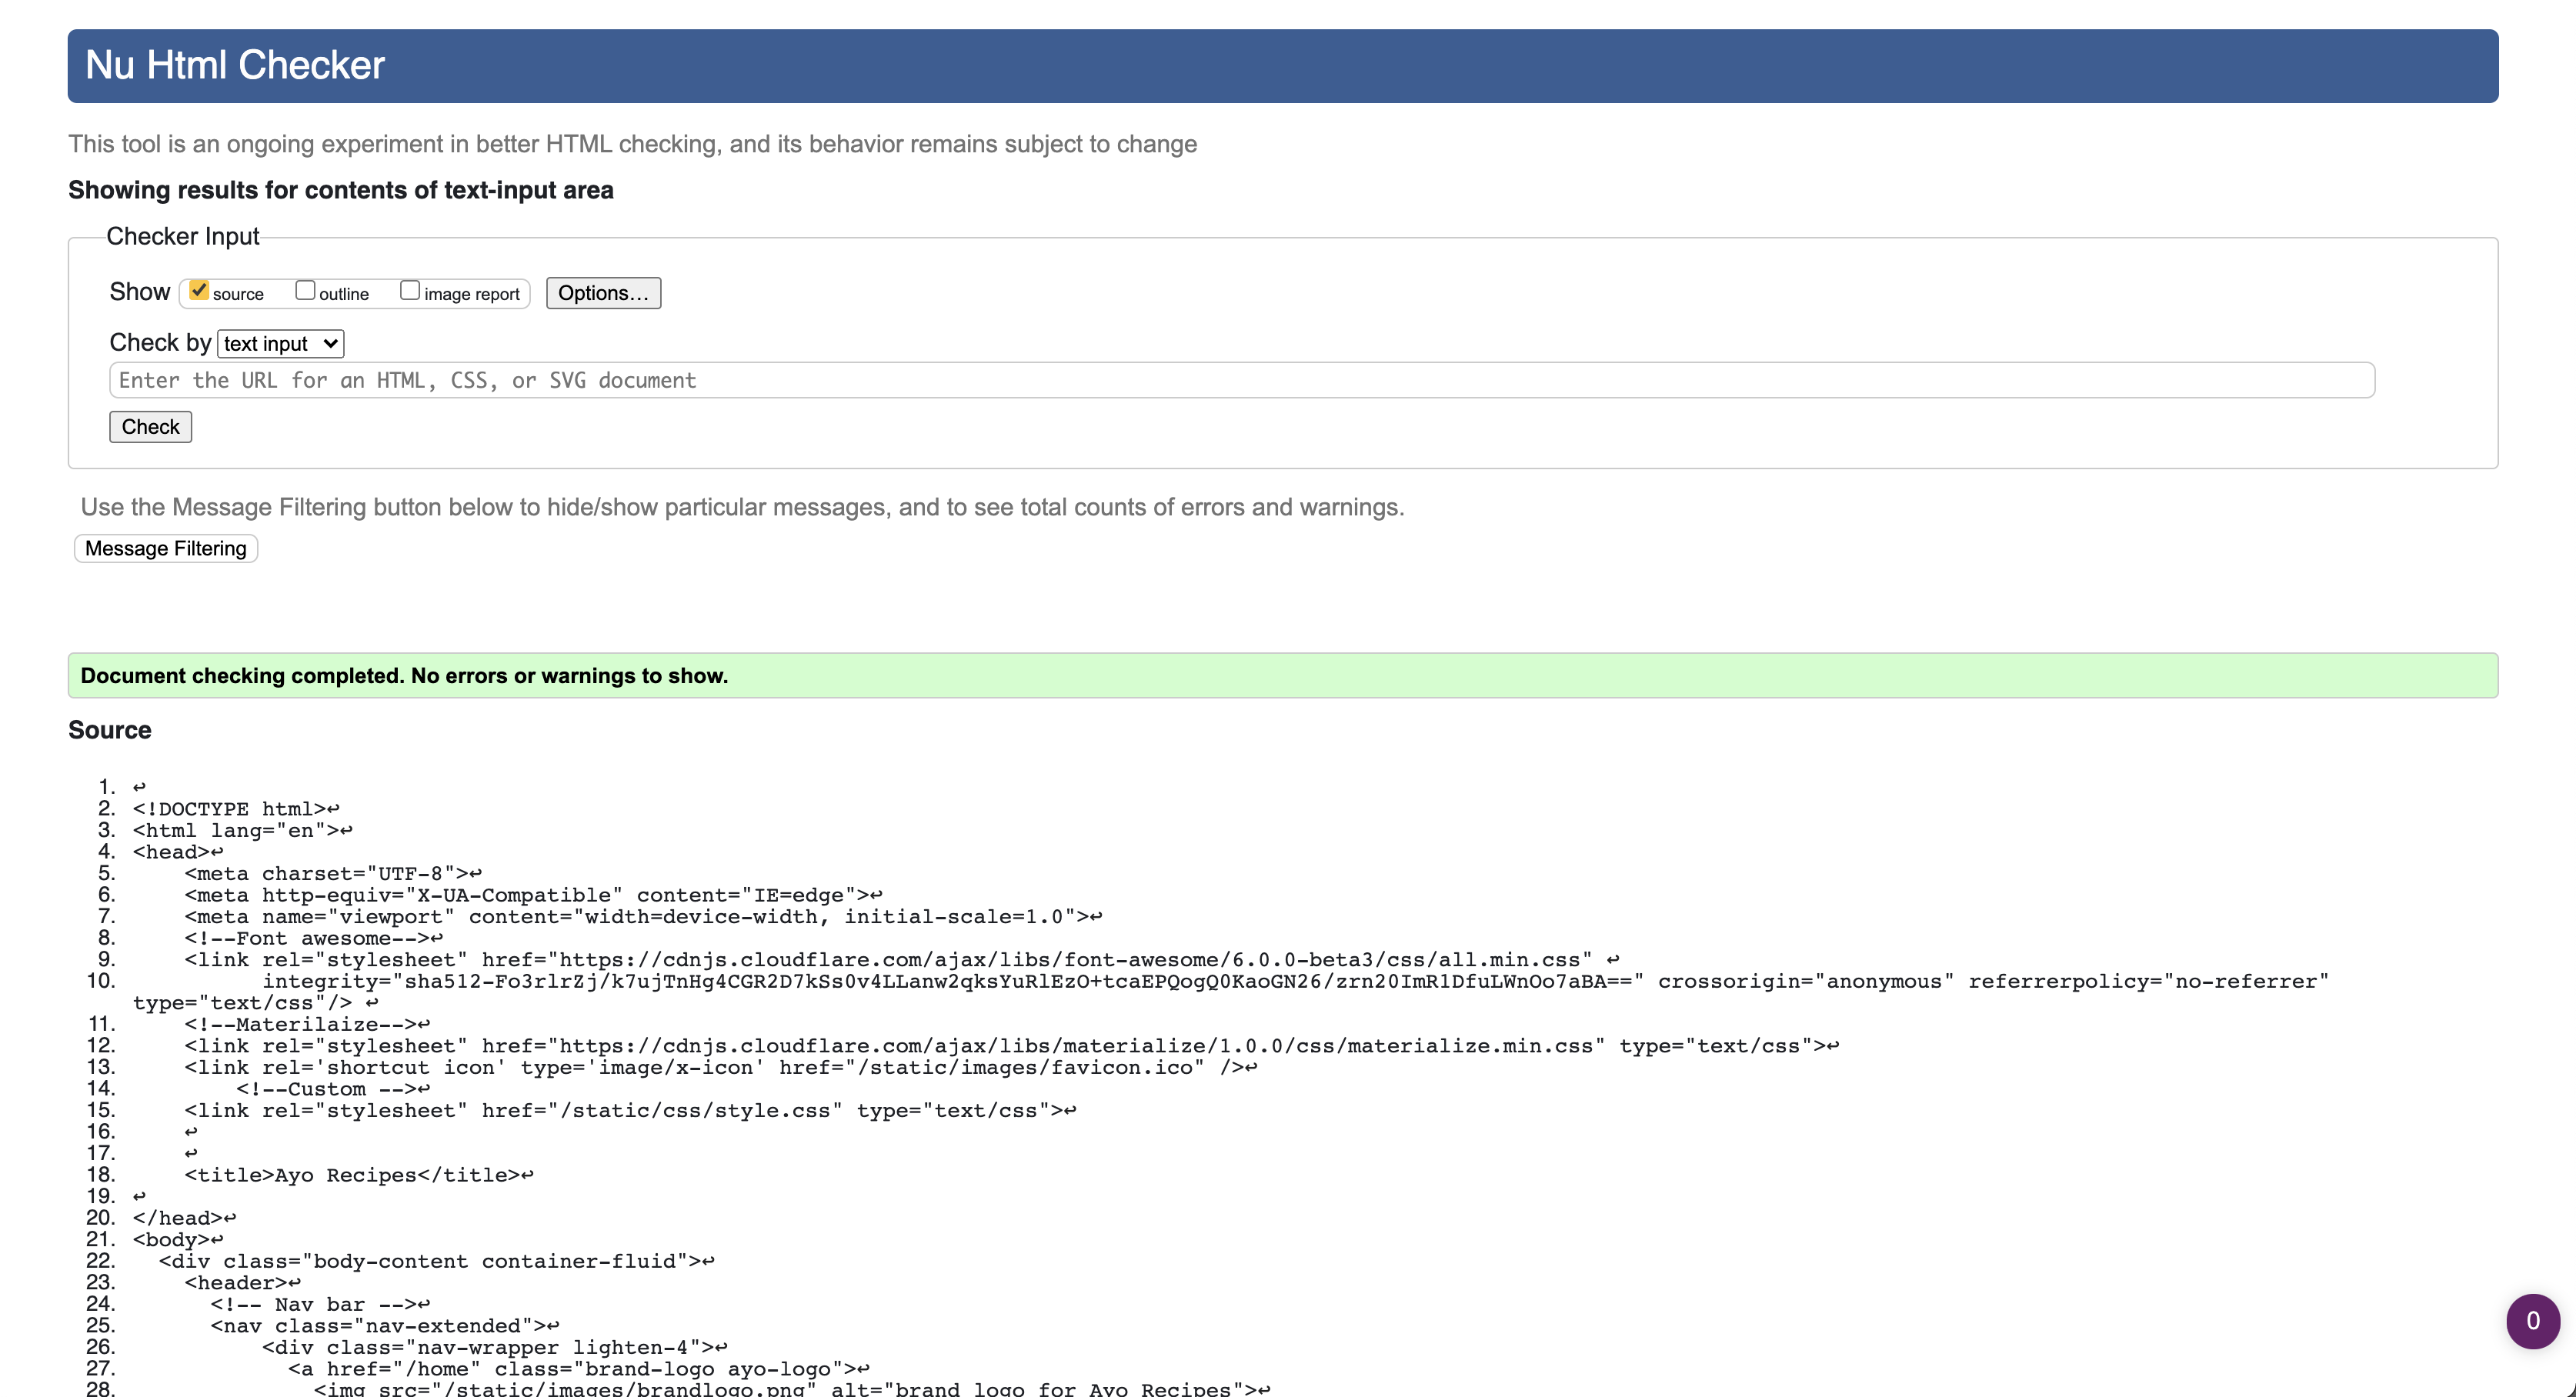 Nu Html Checker
This tool is an ongoing experiment in better HTML checking, and its behavior remains subject to change
Showing results for contents of text-input area
Checker Input
Show source outline image report Options...
Check by text input
Enter the URL for an HTML, CSS, or SVG document
Check
Use the Message Filtering button below to hide/show particular messages, and to see total counts of errors and warnings.
Message Filtering
Document checking completed. No errors or warnings to show.
Source
1. ↩
2. <!DOCTYPE html>↩
3. <html lang="en">↩
4. <head>↩
5. <meta charset="UTF-8">↩
6. <meta http-equiv="X-UA-Compatible" content="IE=edge">↩
7. <meta name="viewport" content="width=device-width, initial-scale=1.0">↩
8. <!--Font awesome-->↩
9. <link rel="stylesheet" href="https://cdnjs.cloudflare.com/ajax/libs/font-awesome/6.0.0-beta3/css/all.min.css" ↩
10. integrity="sha512-Fo3rlrZj/k7ujTnHg4CGR2D7kSs0v4LLanw2qksYuRlEzO+tcaEPQogQ0KaoGN26/zrn20ImR1DfuLWnOo7aBA==" crossorigin="anonymous" referrerpolicy="no-referrer"
type="text/css"/> ↩
11. <!--Materilaize-->↩
12. <link rel="stylesheet" href="https://cdnjs.cloudflare.com/ajax/libs/materialize/1.0.0/css/materialize.min.css" type="text/css">↩
13. <link rel='shortcut icon' type='image/x-icon' href="/static/images/favicon.ico" />↩
14. <!--Custom -->↩
15. <link rel="stylesheet" href="/static/css/style.css" type="text/css">↩
16. ↩
17. ↩
18. <title>Ayo Recipes</title>↩
19. ↩
20. </head>↩
21. <body>↩
22. <div class="body-content container-fluid">↩
23. <header>↩
24. <!-- Nav bar -->↩
25. <nav class="nav-extended">↩
26. <div class="nav-wrapper lighten-4">↩
27. <a href="/home" class="brand-logo ayo-logo">↩
28. <img src="/static/images/brandlogo.png" alt="brand logo for Ayo Recipes">↩
0